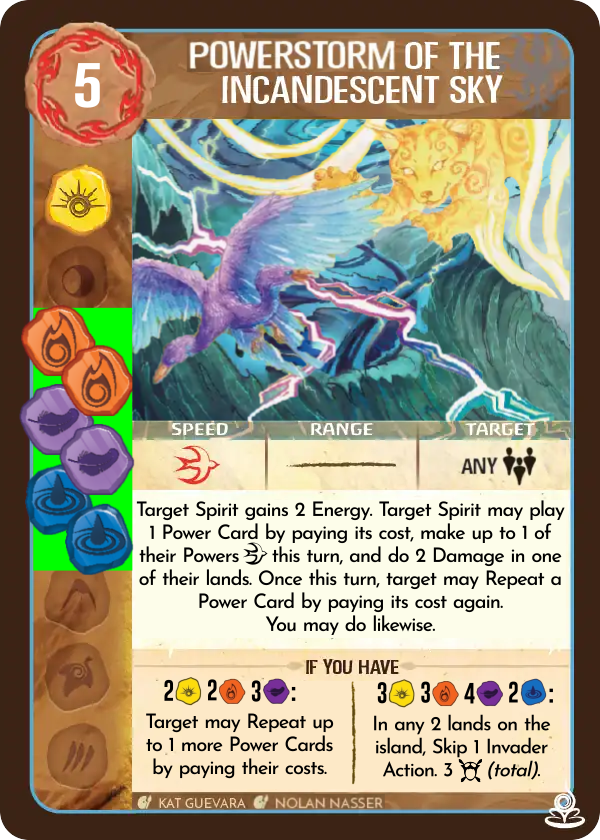 5
POWERSTORM OF THE
INCANDESCENT SKY
SPEED RANGE TARGET
ANY
Target Spirit gains 2 Energy. Target Spirit may play
1 Power Card by paying its cost, make up to 1 of
their Powers this turn, and do 2 Damage in one
of their lands. Once this turn, target may Repeat a
Power Card by paying its cost again.
You may do likewise.
IF YOU HAVE
2 2 3 :
Target may Repeat up
to 1 more Power Cards
by paying their costs.
3 3 4 2 :
In any 2 lands on the
island, Skip 1 Invader
Action. 3 (total).
KAT GUEVARA NOLAN NASSER